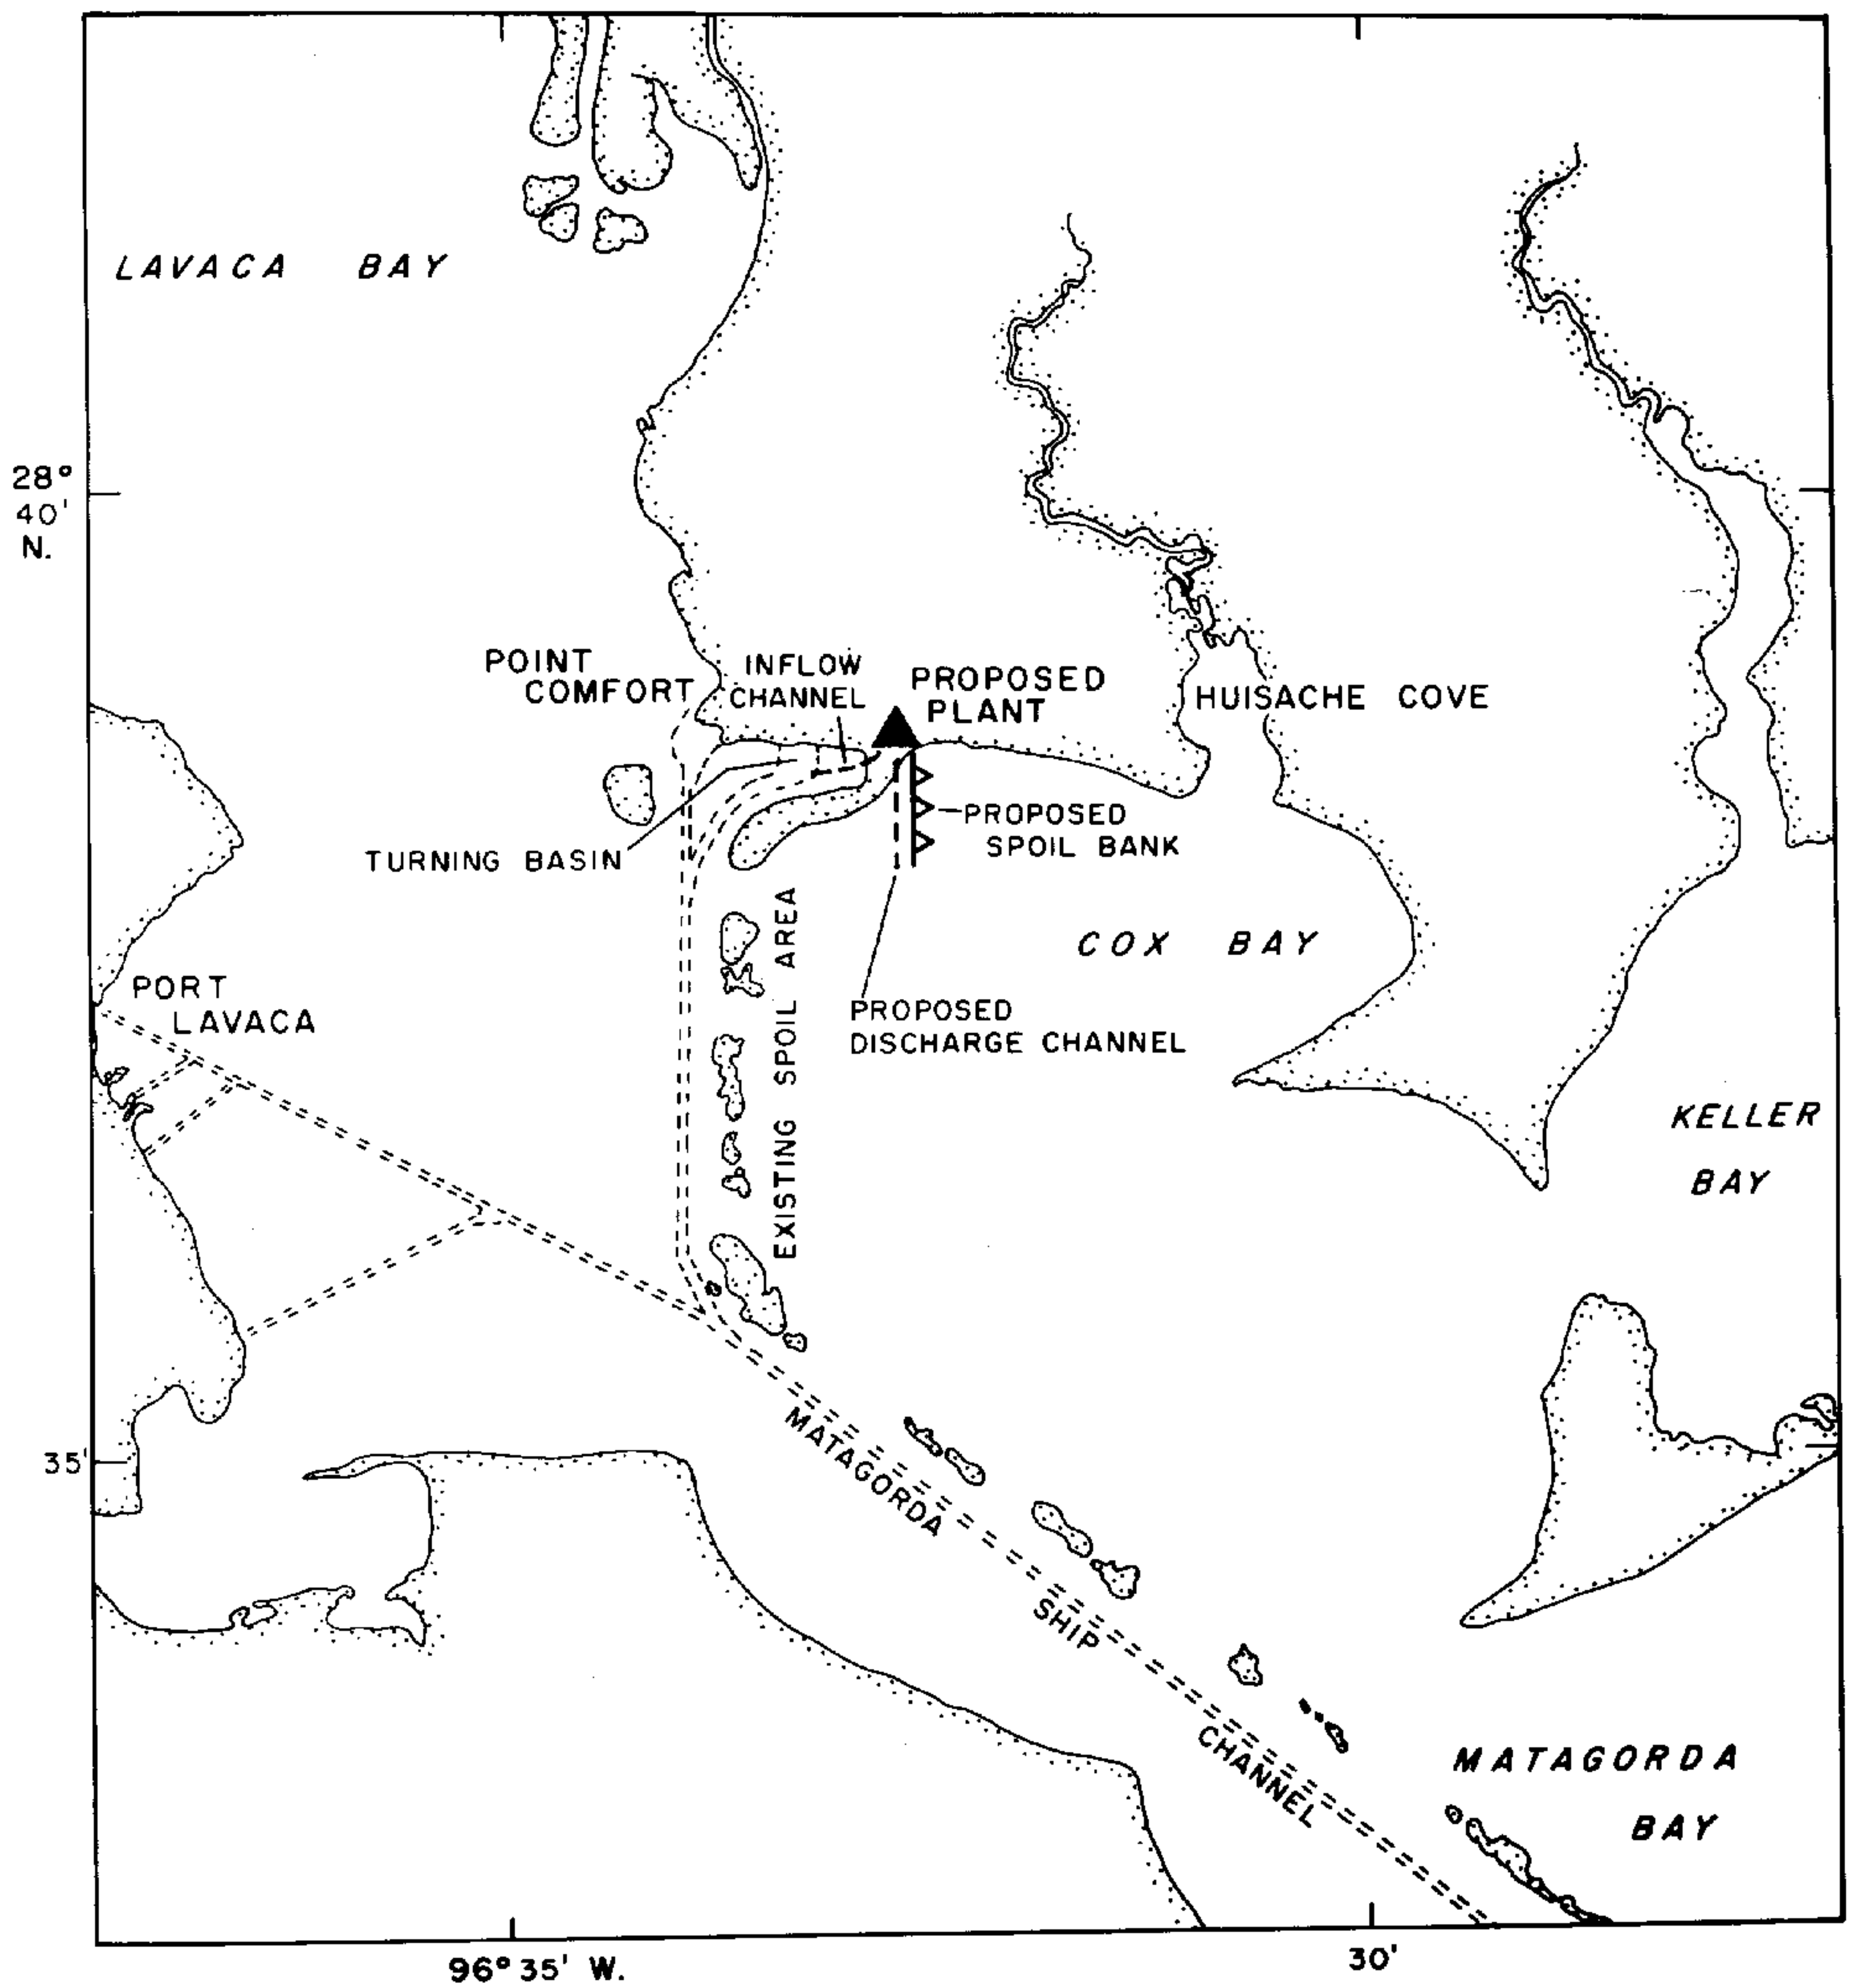 LAVACA BAY
28°
40'
N.
POINT
COMFORT
INFLOW
CHANNEL
PROPOSED
PLANT
HUISACHE COVE
PROPOSED
SPOIL BANK
TURNING BASIN
EXISTING SPOIL AREA
COX BAY
PORT
LAVACA
PROPOSED
DISCHARGE CHANNEL
KELLER
BAY
35'
MATAGORDA
SHIP
CHANNEL
MATAGORDA
BAY
96° 35' W.
30'